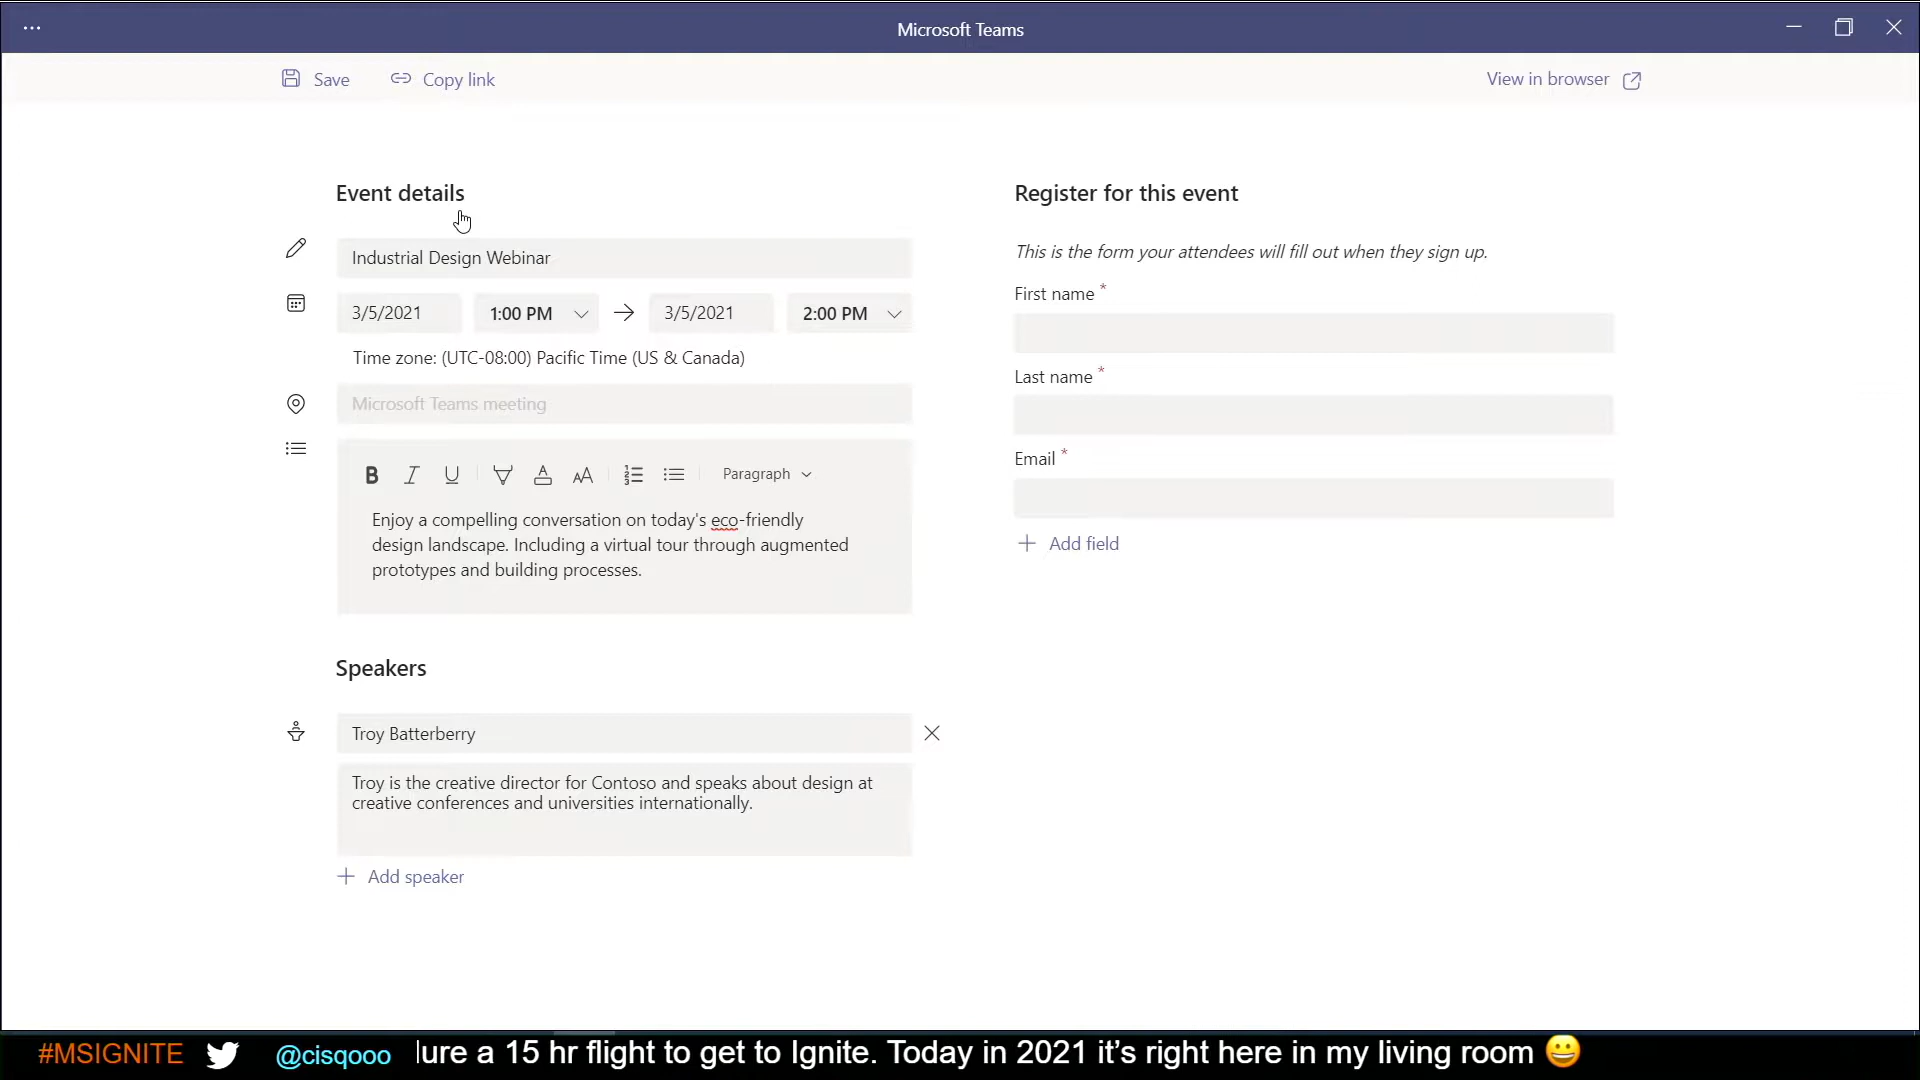 Microsoft Teams
Save
Copy link
View in browser
Event details
Industrial Design Webinar
3/5/2021 1:00 PM 3/5/2021 2:00 PM
Time zone: (UTC-08:00) Pacific Time (US & Canada)
Microsoft Teams meeting
B I U A AA Paragraph
Enjoy a compelling conversation on today's eco-friendly
design landscape. Including a virtual tour through augmented
prototypes and building processes.
Speakers
Troy Batterberry
Troy is the creative director for Contoso and speaks about design at
creative conferences and universities internationally.
Add speaker
Register for this event
This is the form your attendees will fill out when they sign up.
First name *
Last name *
Email *
Add field
#MSIGNITE @cisqooo lure a 15 hr flight to get to Ignite. Today in 2021 it’s right here in my living room 😀